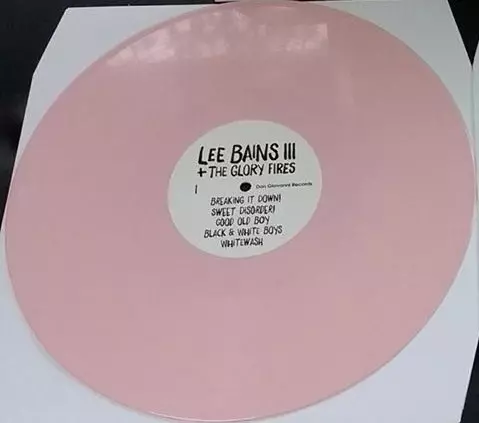 LEE BAINS III
+ THE GLORY FIRES
I
Don Giovanni Records
BREAKING IT DOWN!
SWEET DISORDER!
GOOD OLD BOY
BLACK & WHITE BOYS
WHITEWASH